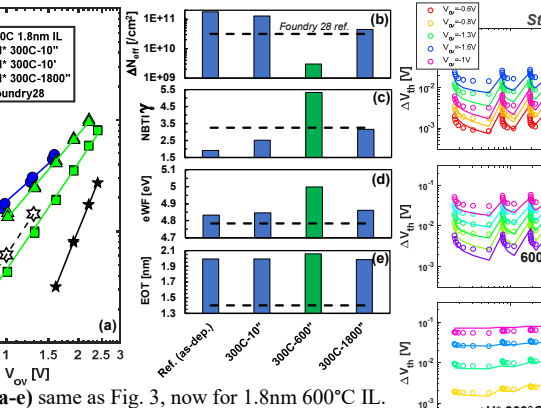 0C 1.8nm IL
* 300C-10"
* 300C-10'
* 300C-1800"
oundry28
(a)
1
2
2.5
3
V_OV [V]
ΔN_eff [/cm²]
1E+11
1E+10
1E+09
Foundry 28 ref.
(b)
NBTI γ
5.5
4.5
3.5
2.5
1.5
(c)
eWF [eV]
5.1
5
4.9
4.8
4.7
(d)
EOT [nm]
2.1
1.9
1.7
1.5
1.3
(e)
Ref. (as-dep.)
300C-10"
300C-600"
300C-1800"
St
V_ov=-0.6V
V_ov=-0.8V
V_ov=-1.3V
V_ov=-1.6V
V_ov=-1V
ΔV_th [V]
10⁻²
10⁻³
ΔV_th [V]
10⁻¹
10⁻²
10⁻³
600
ΔV_th [V]
10⁻¹
10⁻²
10⁻³
a-e) same as Fig. 3, now for 1.8nm 600°C IL.